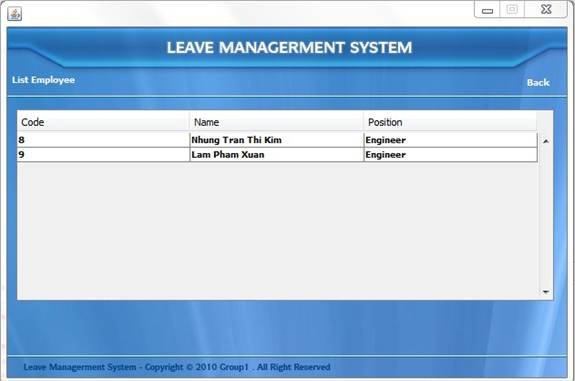 LEAVE MANAGERMENT SYSTEM
List Employee
Back
Code Name Position
8 Nhung Tran Thi Kim Engineer
9 Lam Pham Xuan Engineer
Leave Managerment System - Copyright © 2010 Group1 . All Right Reserved